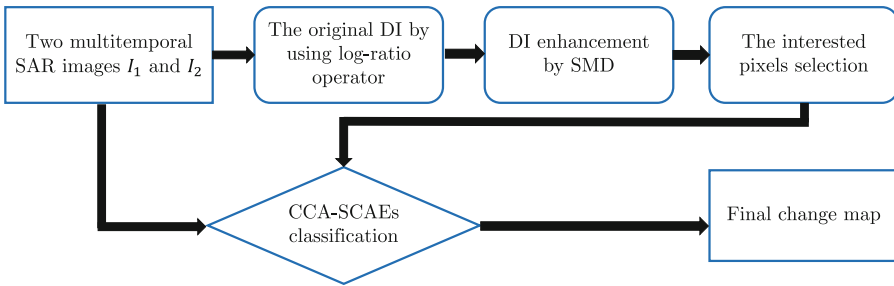 Two multitemporal
SAR images I₁ and I₂
The original DI by
using log-ratio
operator
DI enhancement
by SMD
The interested
pixels selection
CCA-SCAEs
classification
Final change map